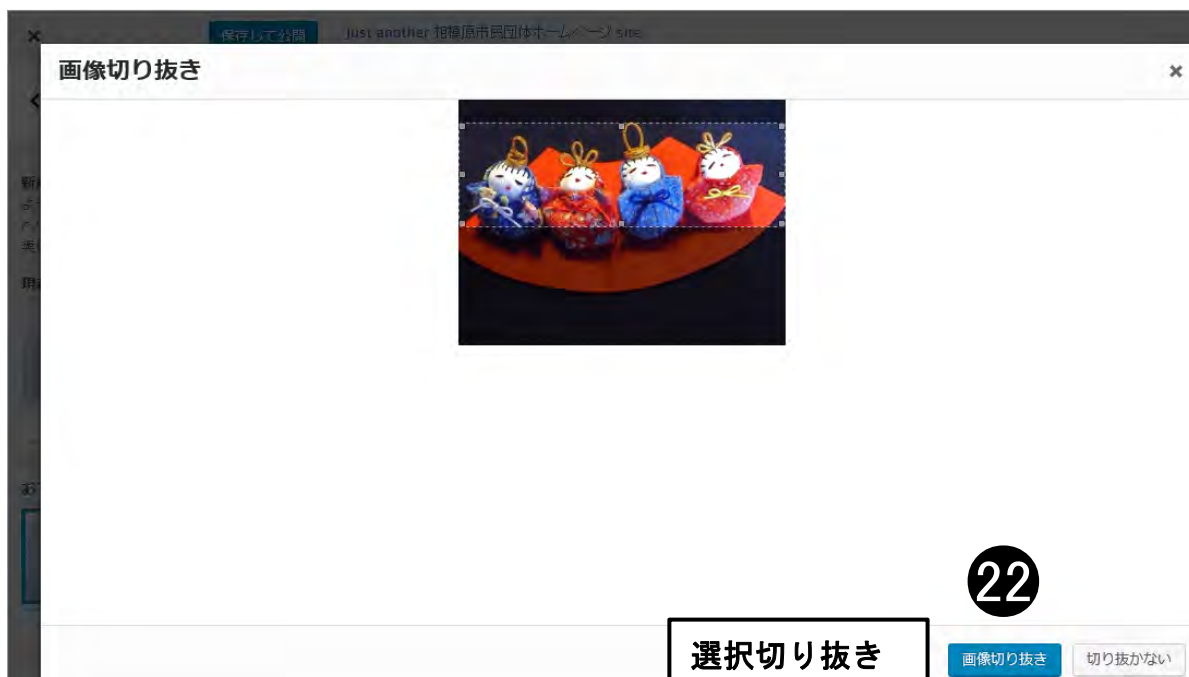 保存して公開
Just another 相模原市民団体ホームページ site
画像切り抜き
22
選択切り抜き
画像切り抜き
切り抜かない